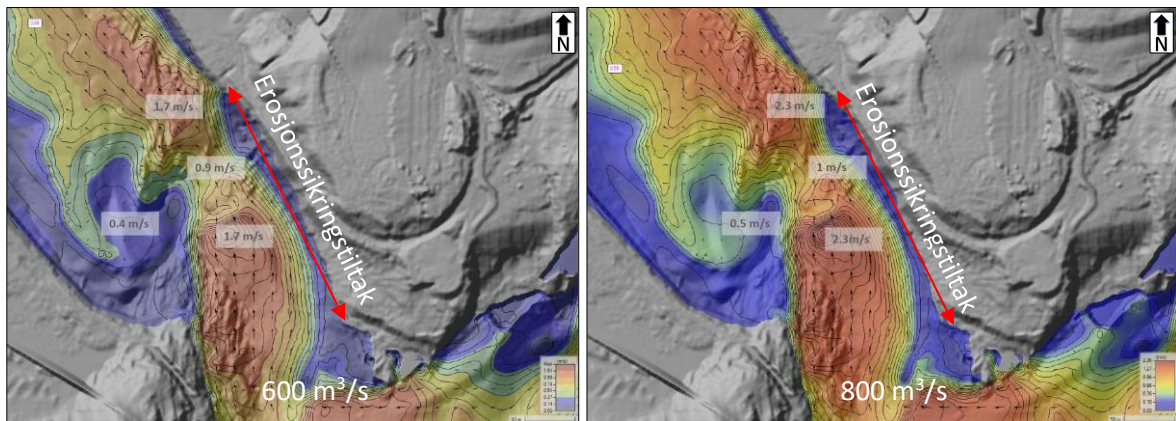 N
1.7 m/s
0.9 m/s
0.4 m/s
1.7 m/s
Erosjonssikringstiltak
600 m³/s
N
2.3 m/s
1 m/s
0.5 m/s
2.3m/s
Erosjonssikringstiltak
800 m³/s